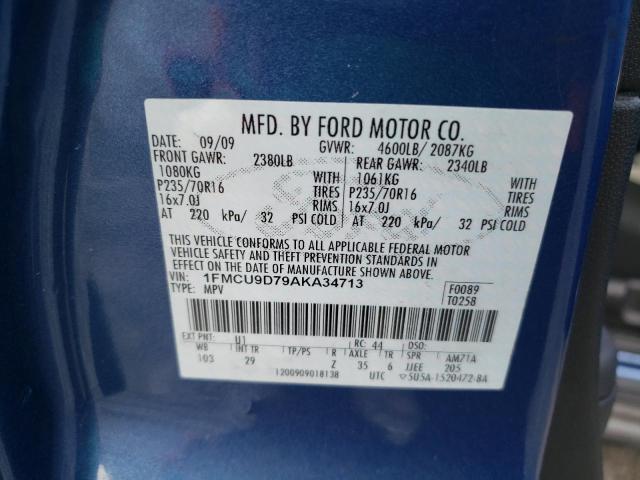 MFD. BY FORD MOTOR CO.
DATE: 09/09 GVWR: 4600LB/ 2087KG
FRONT GAWR: 2380LB REAR GAWR: 2340LB
1080KG WITH 1061KG WITH
P235/70R16 TIRES P235/70R16 TIRES
16x7.0J RIMS 16x7.0J RIMS
AT 220 kPa/ 32 PSI COLD AT 220 kPa/ 32 PSI COLD
THIS VEHICLE CONFORMS TO ALL APPLICABLE FEDERAL MOTOR
VEHICLE SAFETY AND THEFT PREVENTION STANDARDS IN
EFFECT ON THE DATE OF MANUFACTURE SHOWN ABOVE.
VIN: 1FMCU9D79AKA34713 F0089
TYPE: MPV T0258
EXT PNT: U1 RC: 44 DSO:
WB INT TR TP/PS R AXLE TR SPR AM71A
103 29 Z 35 6 JJEE 205
1200909018138 UTC 5U5A-1520472-BA